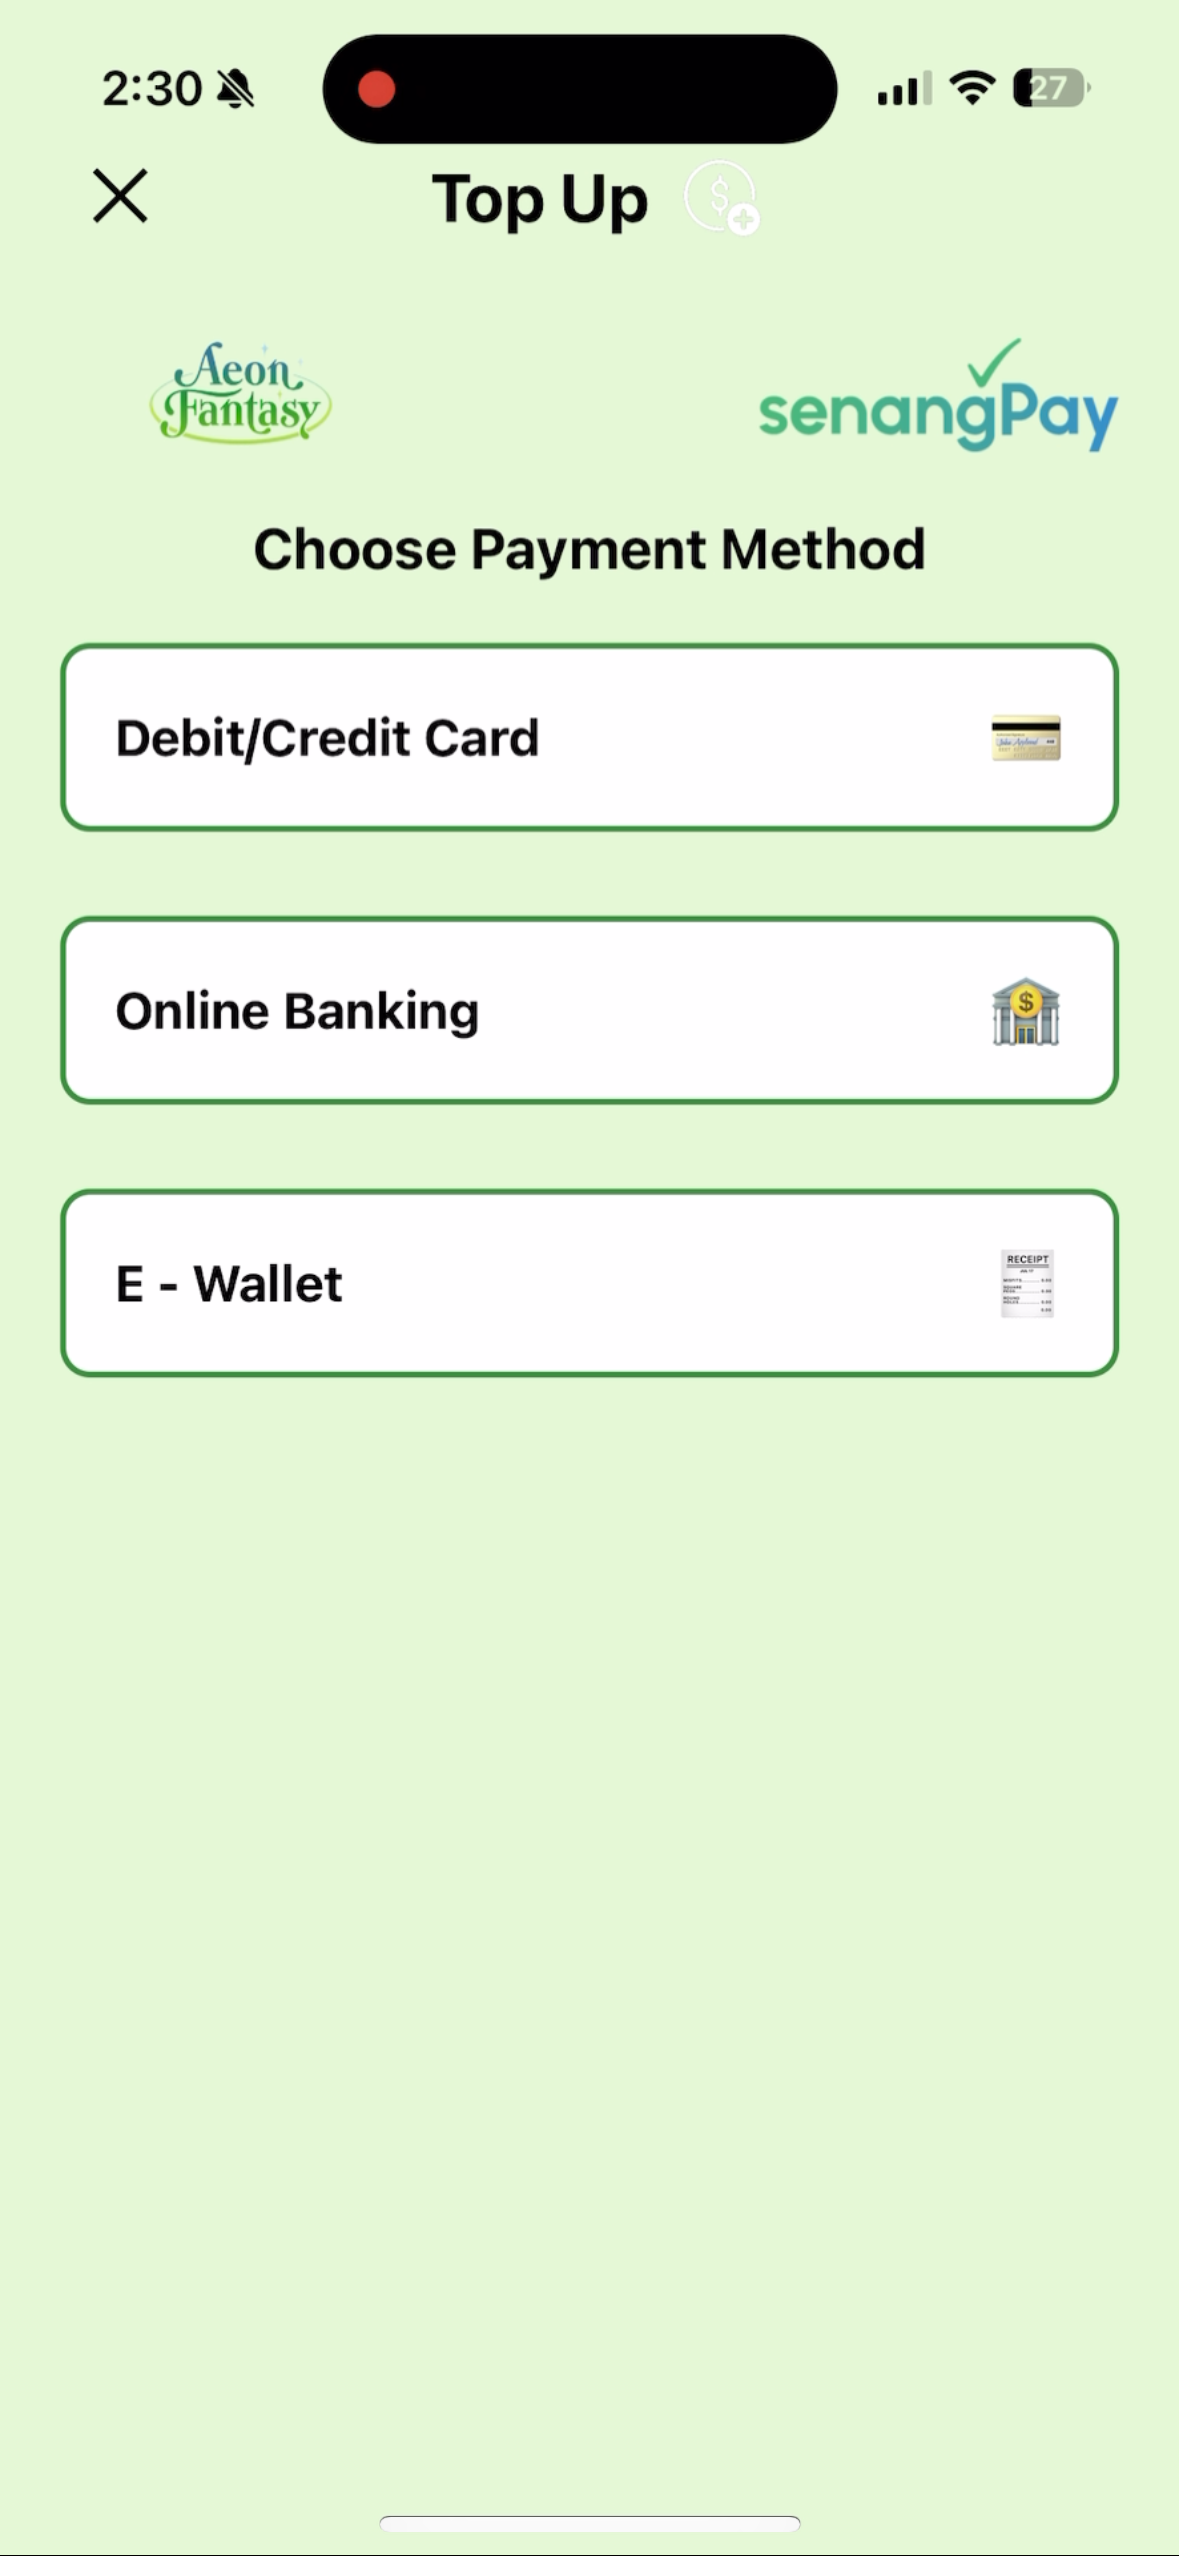 2:30
27
Top Up
Aeon
Fantasy
senangPay
Choose Payment Method
Debit/Credit Card
Online Banking
E - Wallet
RECEIPT